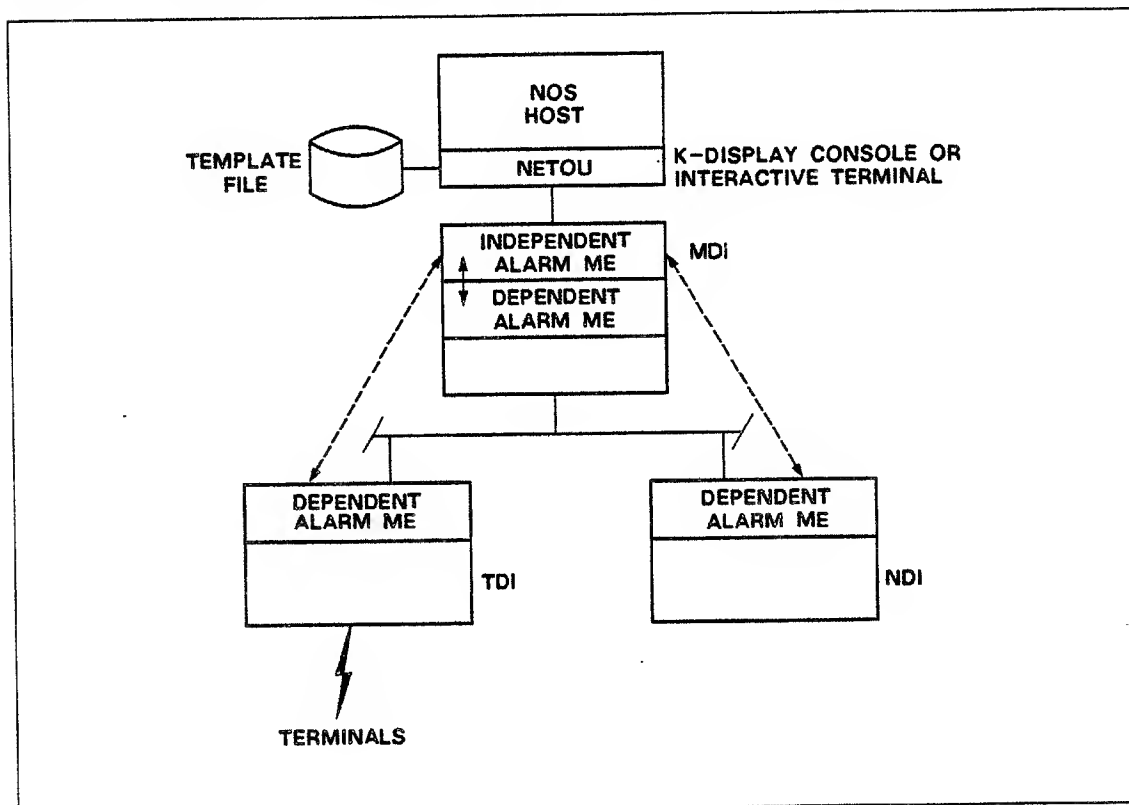 NOS
HOST
TEMPLATE
FILE
NETOU
K-DISPLAY CONSOLE OR
INTERACTIVE TERMINAL
INDEPENDENT
ALARM ME
MDI
DEPENDENT
ALARM ME
DEPENDENT
ALARM ME
TDI
DEPENDENT
ALARM ME
NDI
TERMINALS